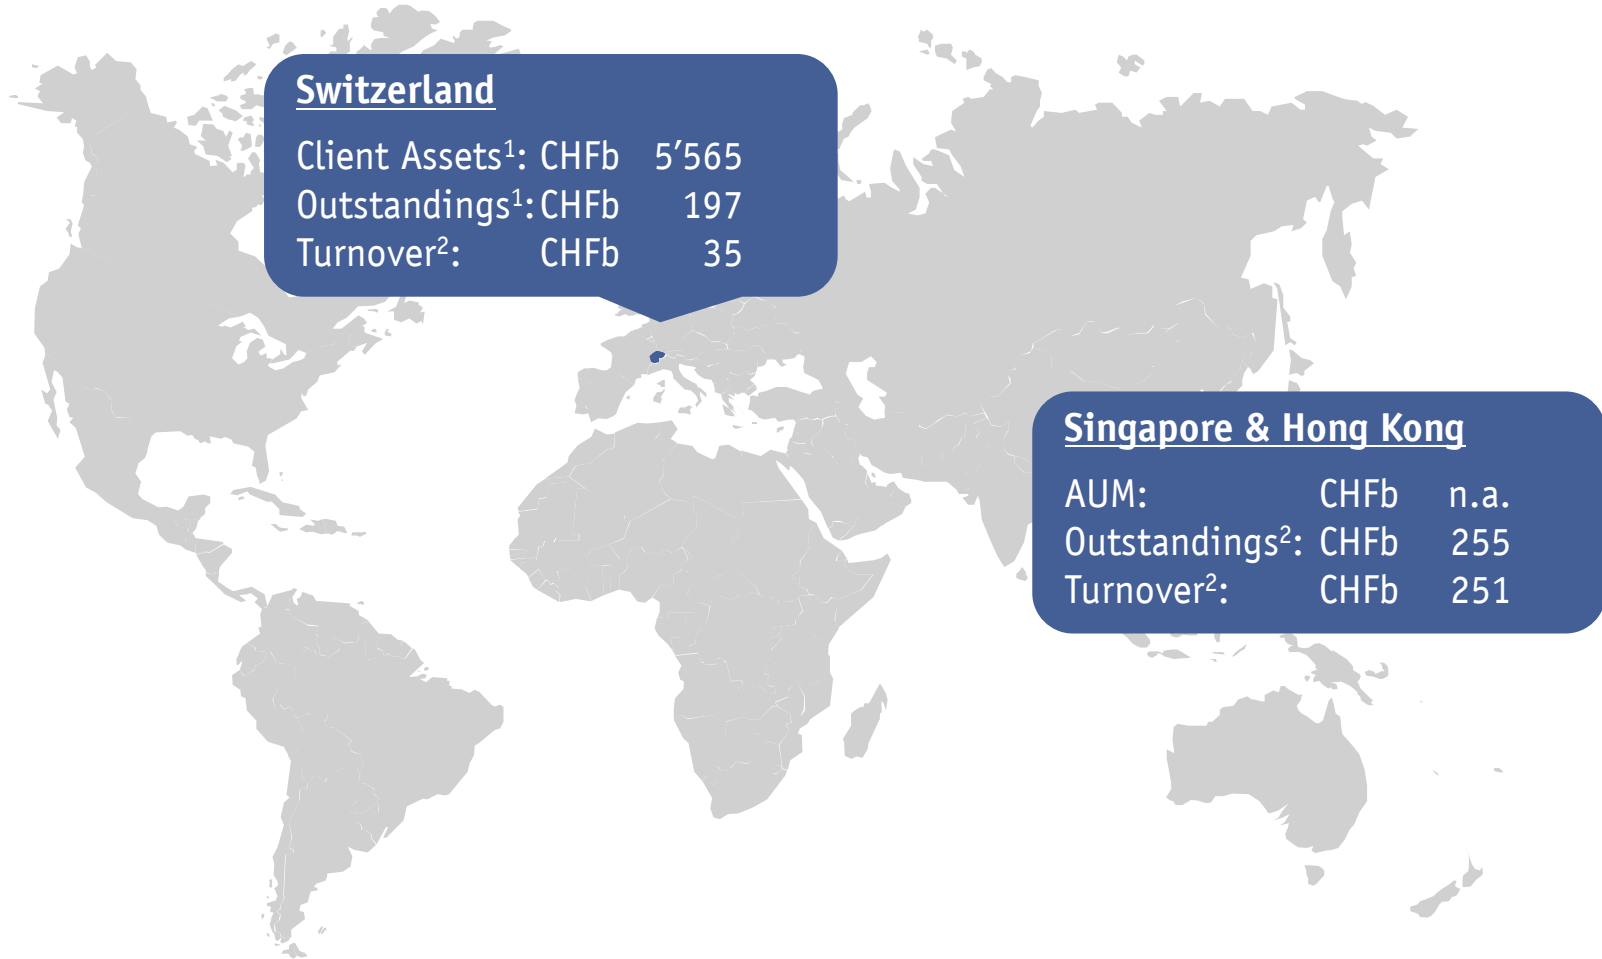 Switzerland
Client Assets¹: CHFb 5′565
Outstandings¹: CHFb 197
Turnover²: CHFb 35
Singapore & Hong Kong
AUM: CHFb n.a.
Outstandings²: CHFb 255
Turnover²: CHFb 251